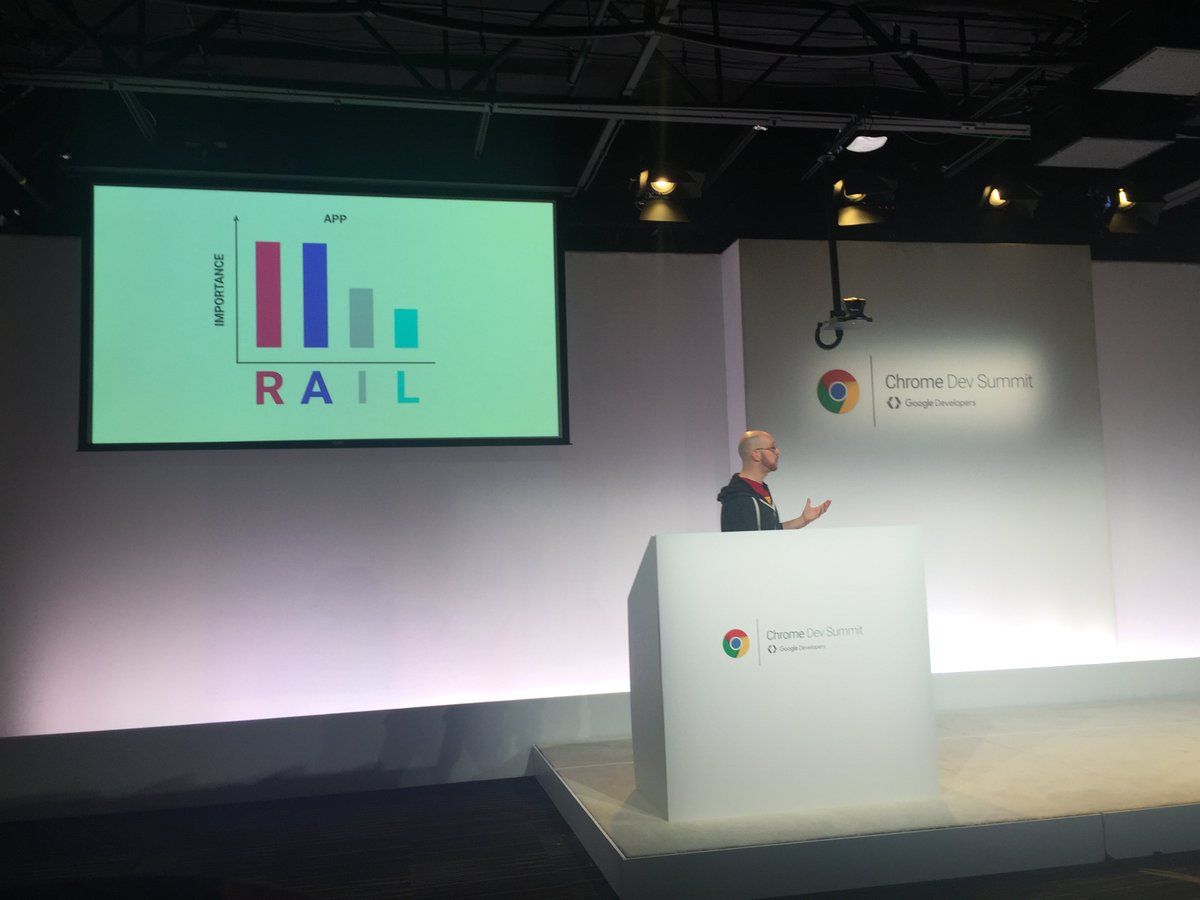 APP
IMPORTANCE
R A I L
Chrome Dev Summit
Google Developers
Chrome Dev Summit
Google Developers